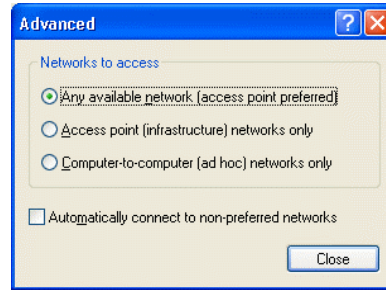 Advanced
?
X
Networks to access
Any available network (access point preferred)
Access point (infrastructure) networks only
Computer-to-computer (ad hoc) networks only
Automatically connect to non-preferred networks
Close